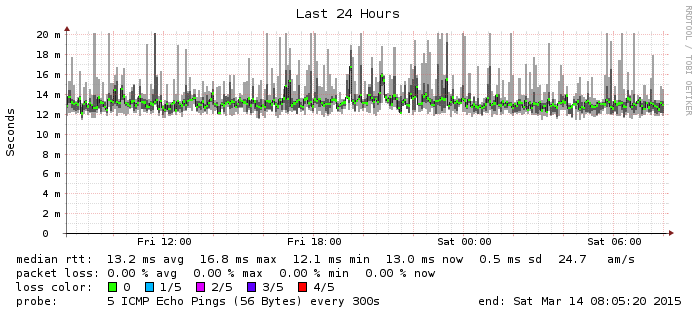 Last 24 Hours
RRDTOOL / TOBI OETIKER
Seconds
20 m
18 m
16 m
14 m
12 m
10 m
8 m
6 m
4 m
2 m
0
Fri 12:00 Fri 18:00 Sat 00:00 Sat 06:00
median rtt: 13.2 ms avg 16.8 ms max 12.1 ms min 13.0 ms now 0.5 ms sd 24.7 am/s
packet loss: 0.00 % avg 0.00 % max 0.00 % min 0.00 % now
loss color: 0 1/5 2/5 3/5 4/5
probe: 5 ICMP Echo Pings (56 Bytes) every 300s end: Sat Mar 14 08:05:20 2015